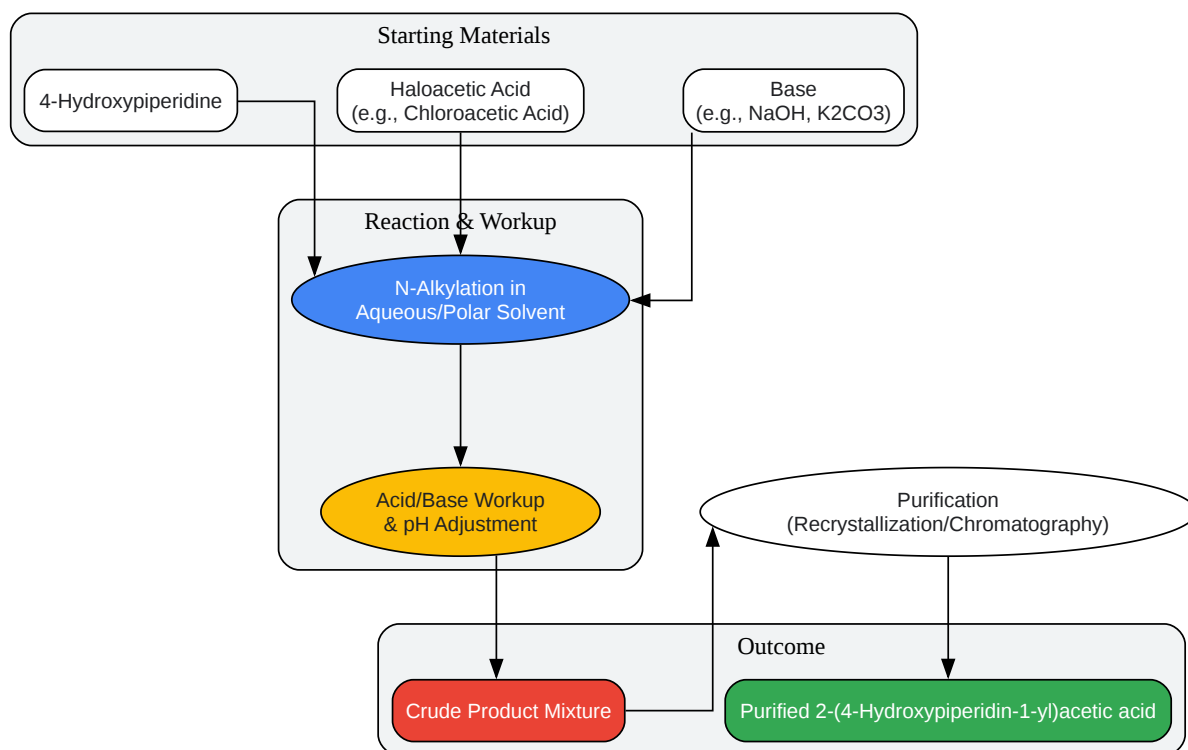 Starting Materials
4-Hydroxypiperidine
Haloacetic Acid
(e.g., Chloroacetic Acid)
Base
(e.g., NaOH, K2CO3)
Reaction & Workup
N-Alkylation in
Aqueous/Polar Solvent
Acid/Base Workup
& pH Adjustment
Purification
(Recrystallization/Chromatography)
Outcome
Crude Product Mixture
Purified 2-(4-Hydroxypiperidin-1-yl)acetic acid